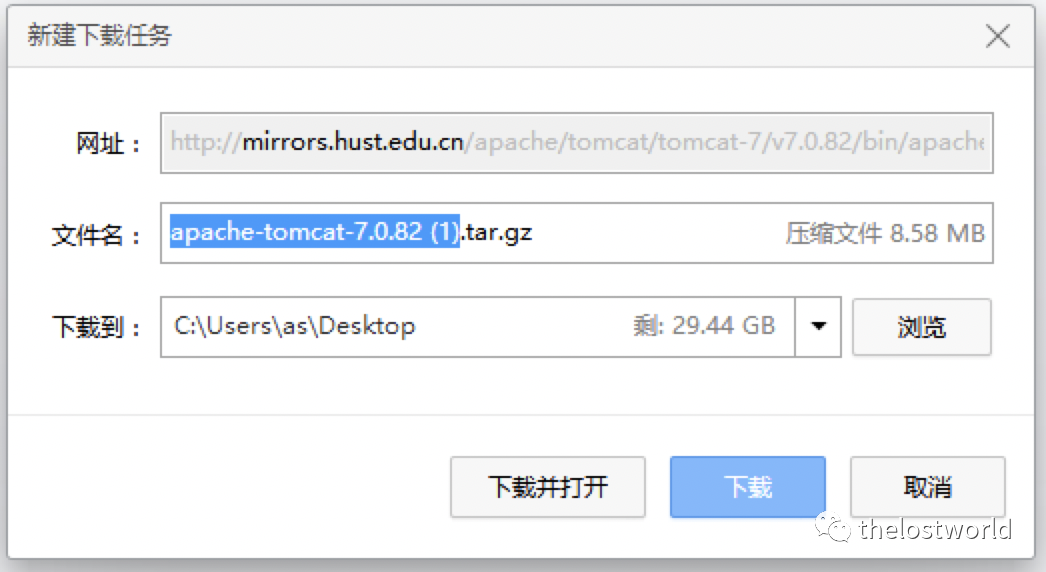 新建下载任务
网址： http://mirrors.hust.edu.cn/apache/tomcat/tomcat-7/v7.0.82/bin/apache
文件名： apache-tomcat-7.0.82 (1).tar.gz 压缩文件 8.58 MB
下载到： C:\Users\as\Desktop 剩: 29.44 GB 浏览
下载并打开 下载 取消
thelostworld